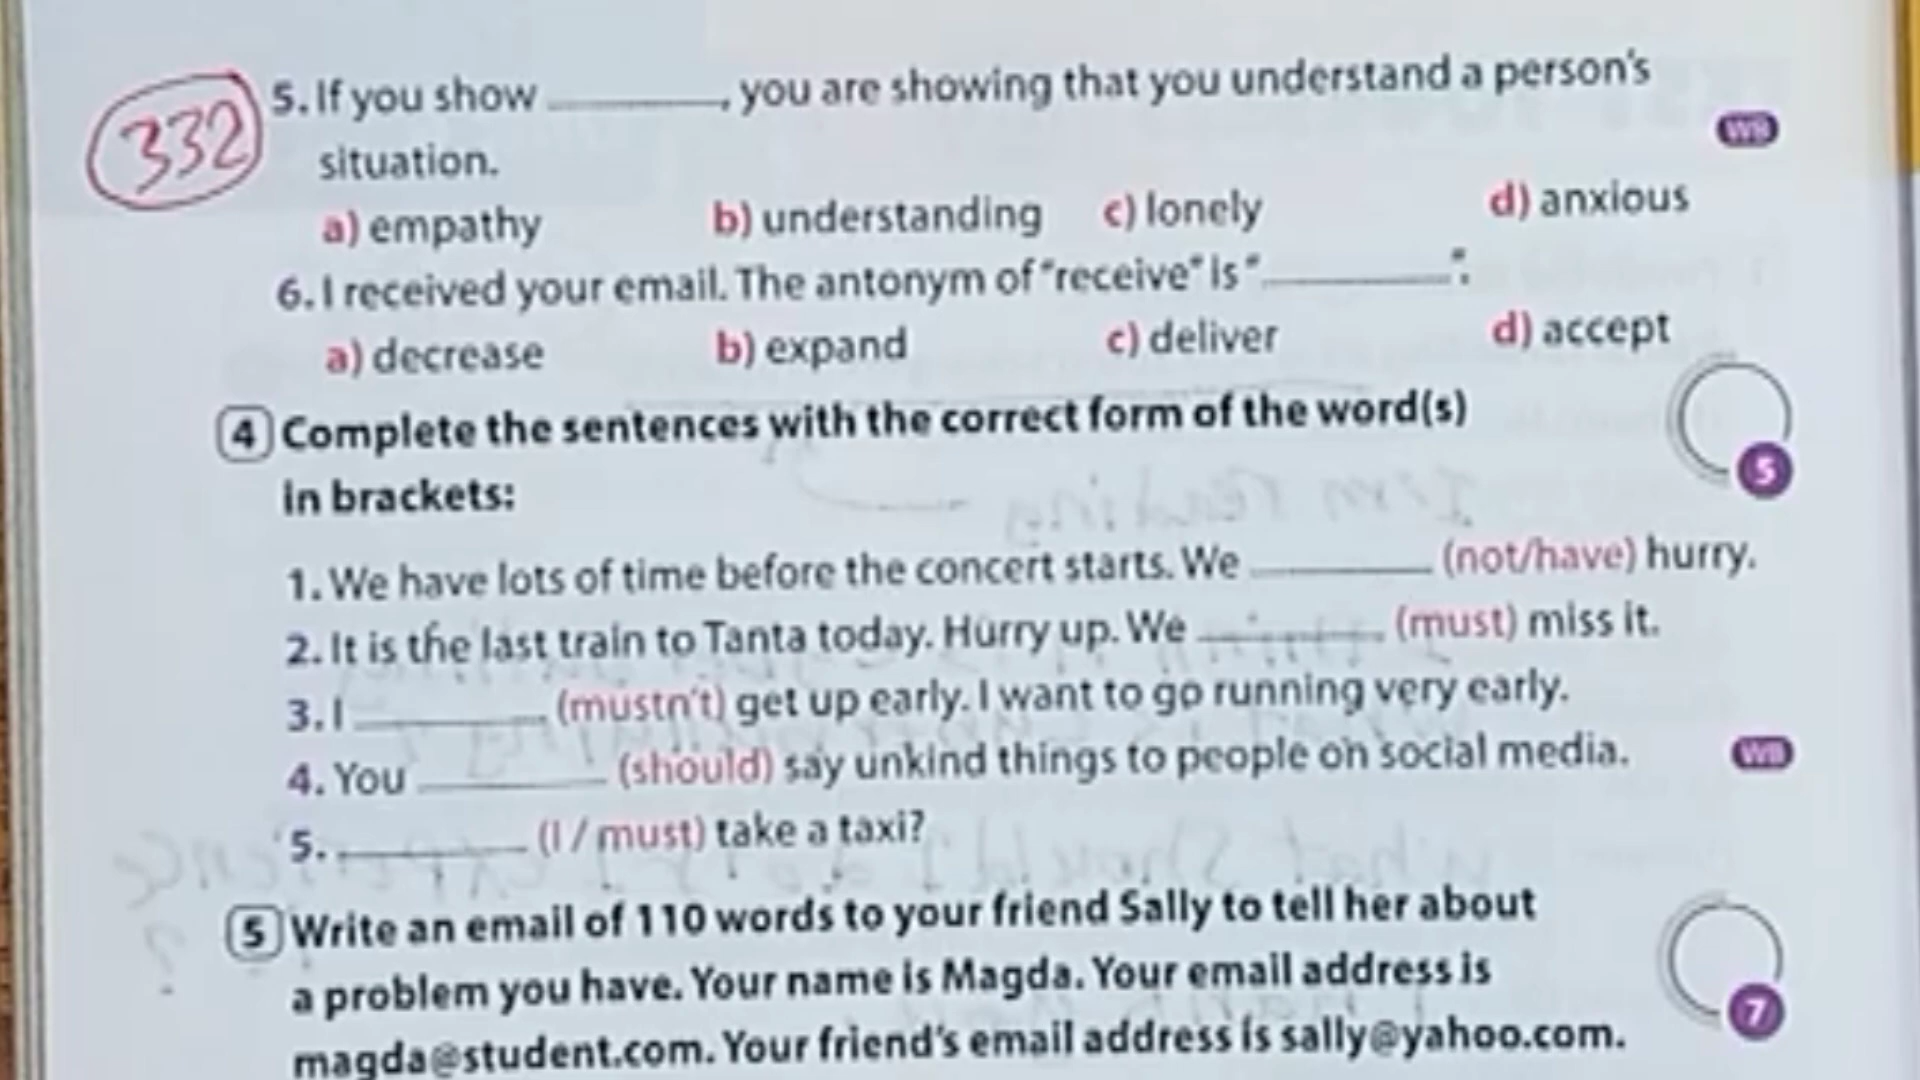 332
5. If you show ________, you are showing that you understand a person's
WB
situation.
a) empathy b) understanding c) lonely d) anxious
6. I received your email. The antonym of "receive" is "________".
a) decrease b) expand c) deliver d) accept
4 Complete the sentences with the correct form of the word(s)
in brackets:
5
1. We have lots of time before the concert starts. We ________ (not/have) hurry.
2. It is the last train to Tanta today. Hurry up. We ________ (must) miss it.
3. I ________ (mustn't) get up early. I want to go running very early.
4. You ________ (should) say unkind things to people on social media.
WB
5. ________ (I / must) take a taxi?
5 Write an email of 110 words to your friend Sally to tell her about
a problem you have. Your name is Magda. Your email address is
7
magda@student.com. Your friend's email address is sally@yahoo.com.